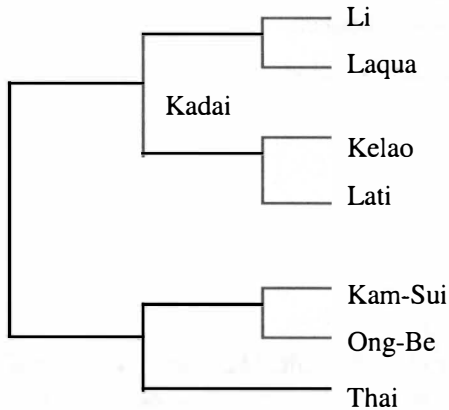 Li
Laqua
Kadai
Kelao
Lati
Kam-Sui
Ong-Be
Thai